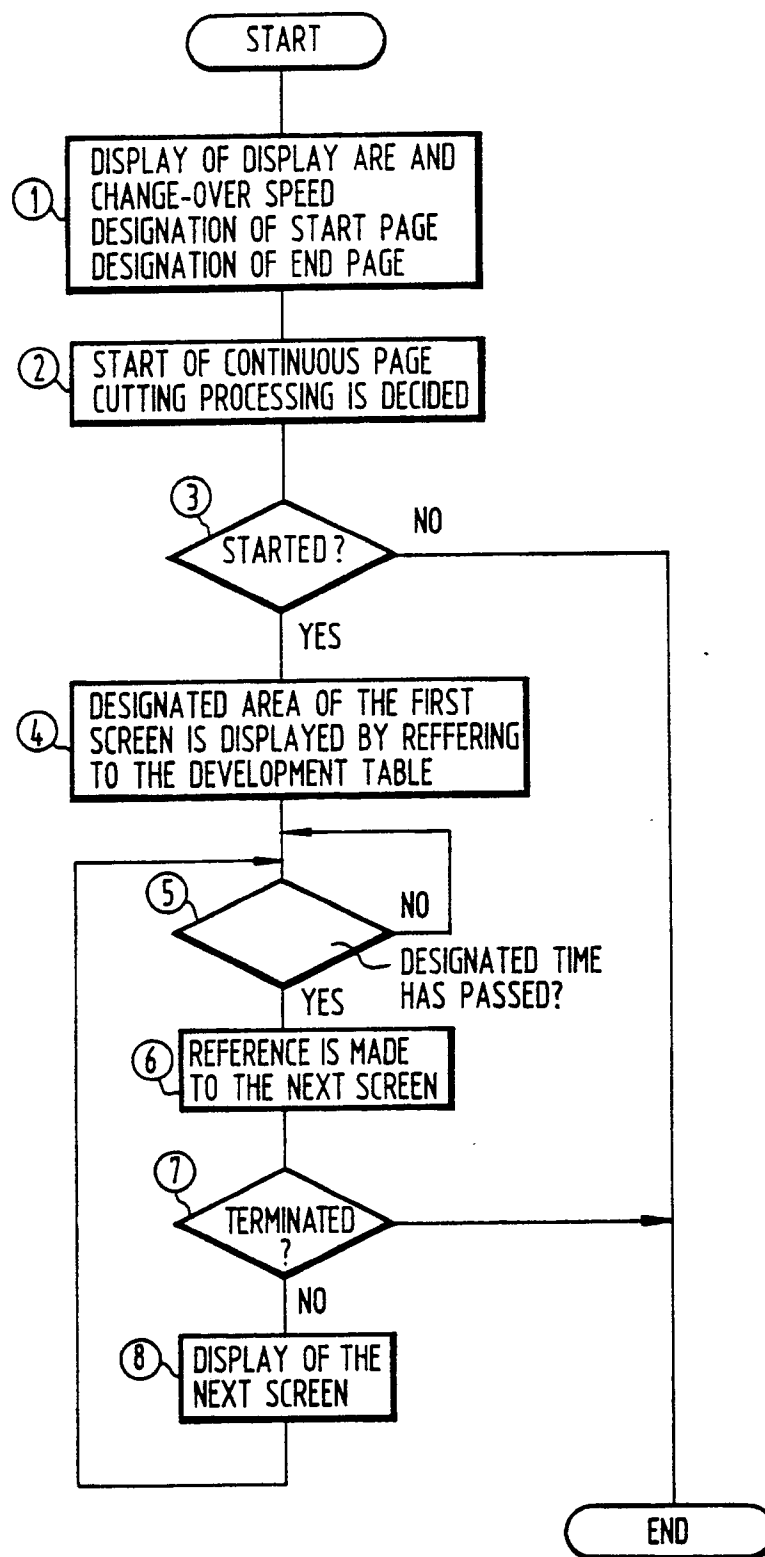 START
1
DISPLAY OF DISPLAY ARE AND
CHANGE-OVER SPEED
DESIGNATION OF START PAGE
DESIGNATION OF END PAGE
2
START OF CONTINUOUS PAGE
CUTTING PROCESSING IS DECIDED
3
STARTED?
NO
YES
4
DESIGNATED AREA OF THE FIRST
SCREEN IS DISPLAYED BY REFFERING
TO THE DEVELOPMENT TABLE
5
NO
DESIGNATED TIME
HAS PASSED?
YES
6
REFERENCE IS MADE
TO THE NEXT SCREEN
7
TERMINATED
?
NO
8
DISPLAY OF THE
NEXT SCREEN
END